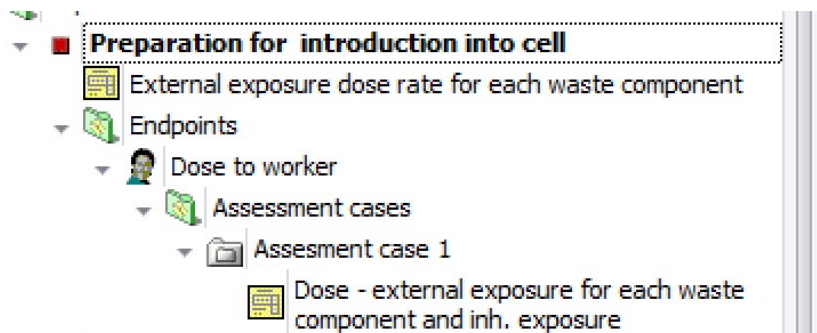 Preparation for introduction into cell
External exposure dose rate for each waste component
Endpoints
Dose to worker
Assessment cases
Assesment case 1
Dose - external exposure for each waste
component and inh. exposure